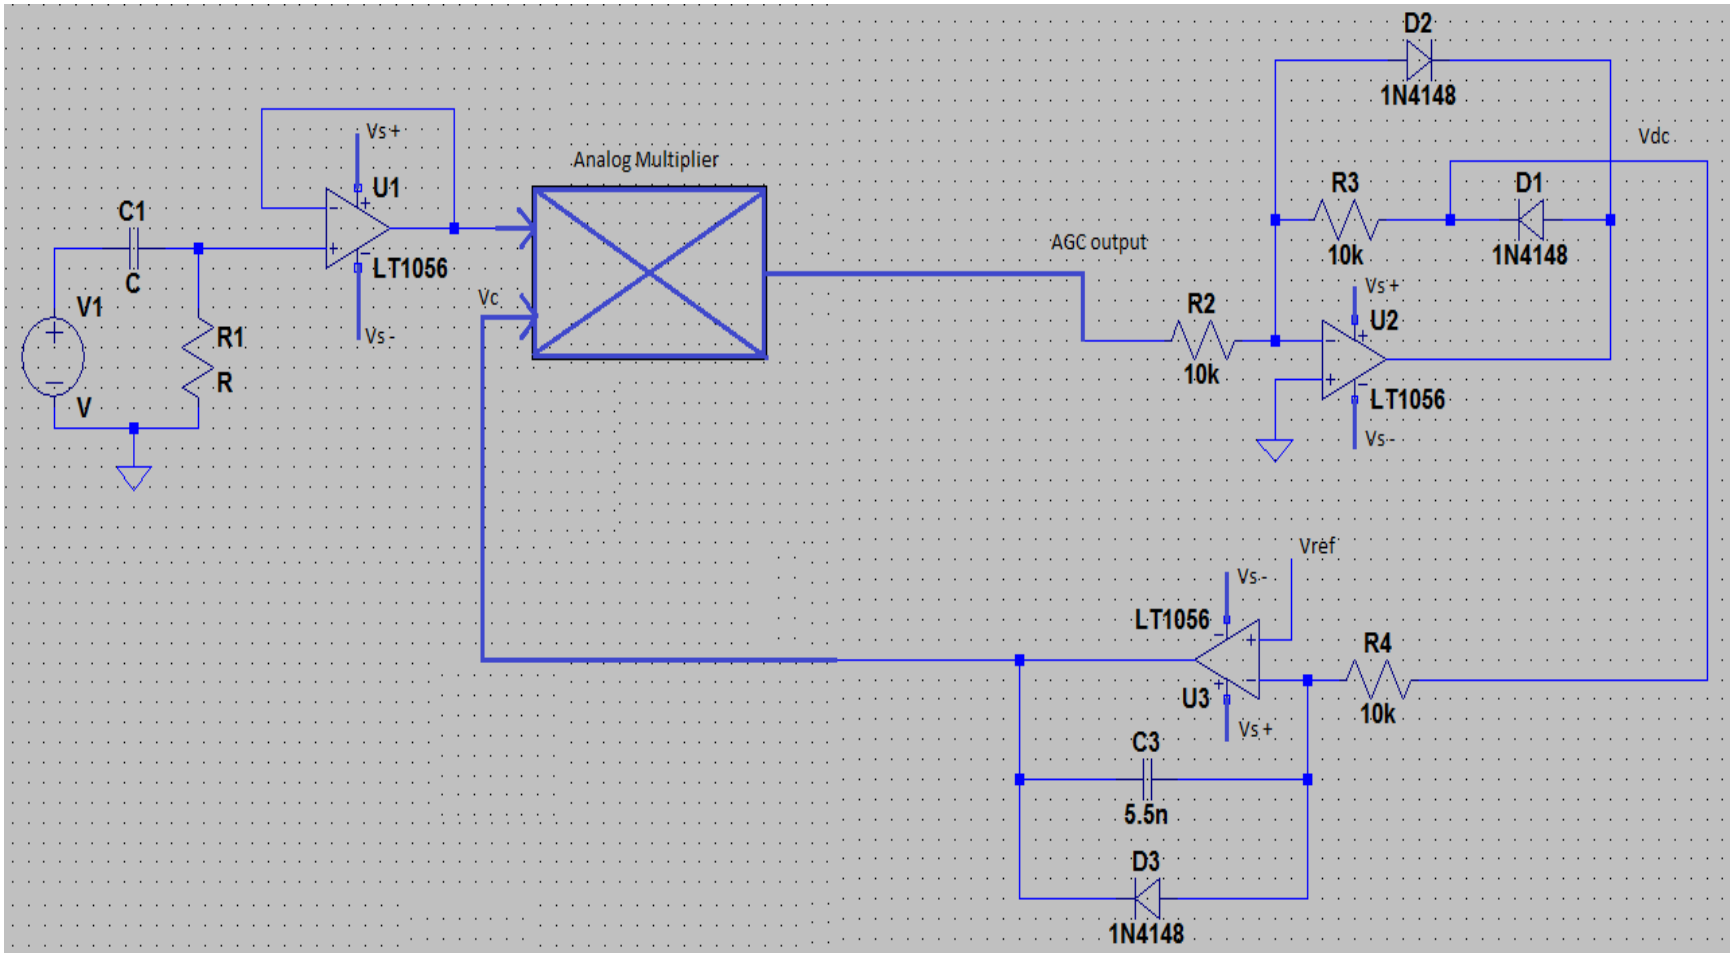 D2
1N4148
Vdc
Vs+
U1
Analog Multiplier
R3
D1
C1
10k
1N4148
C
LT1056
AGC output
Vc
Vs+
V1
R2
U2
R1
Vs-
R
10k
V
LT1056
Vs-
Vref
Vs-
LT1056
R4
U3
10k
Vs+
C3
5.5n
D3
1N4148